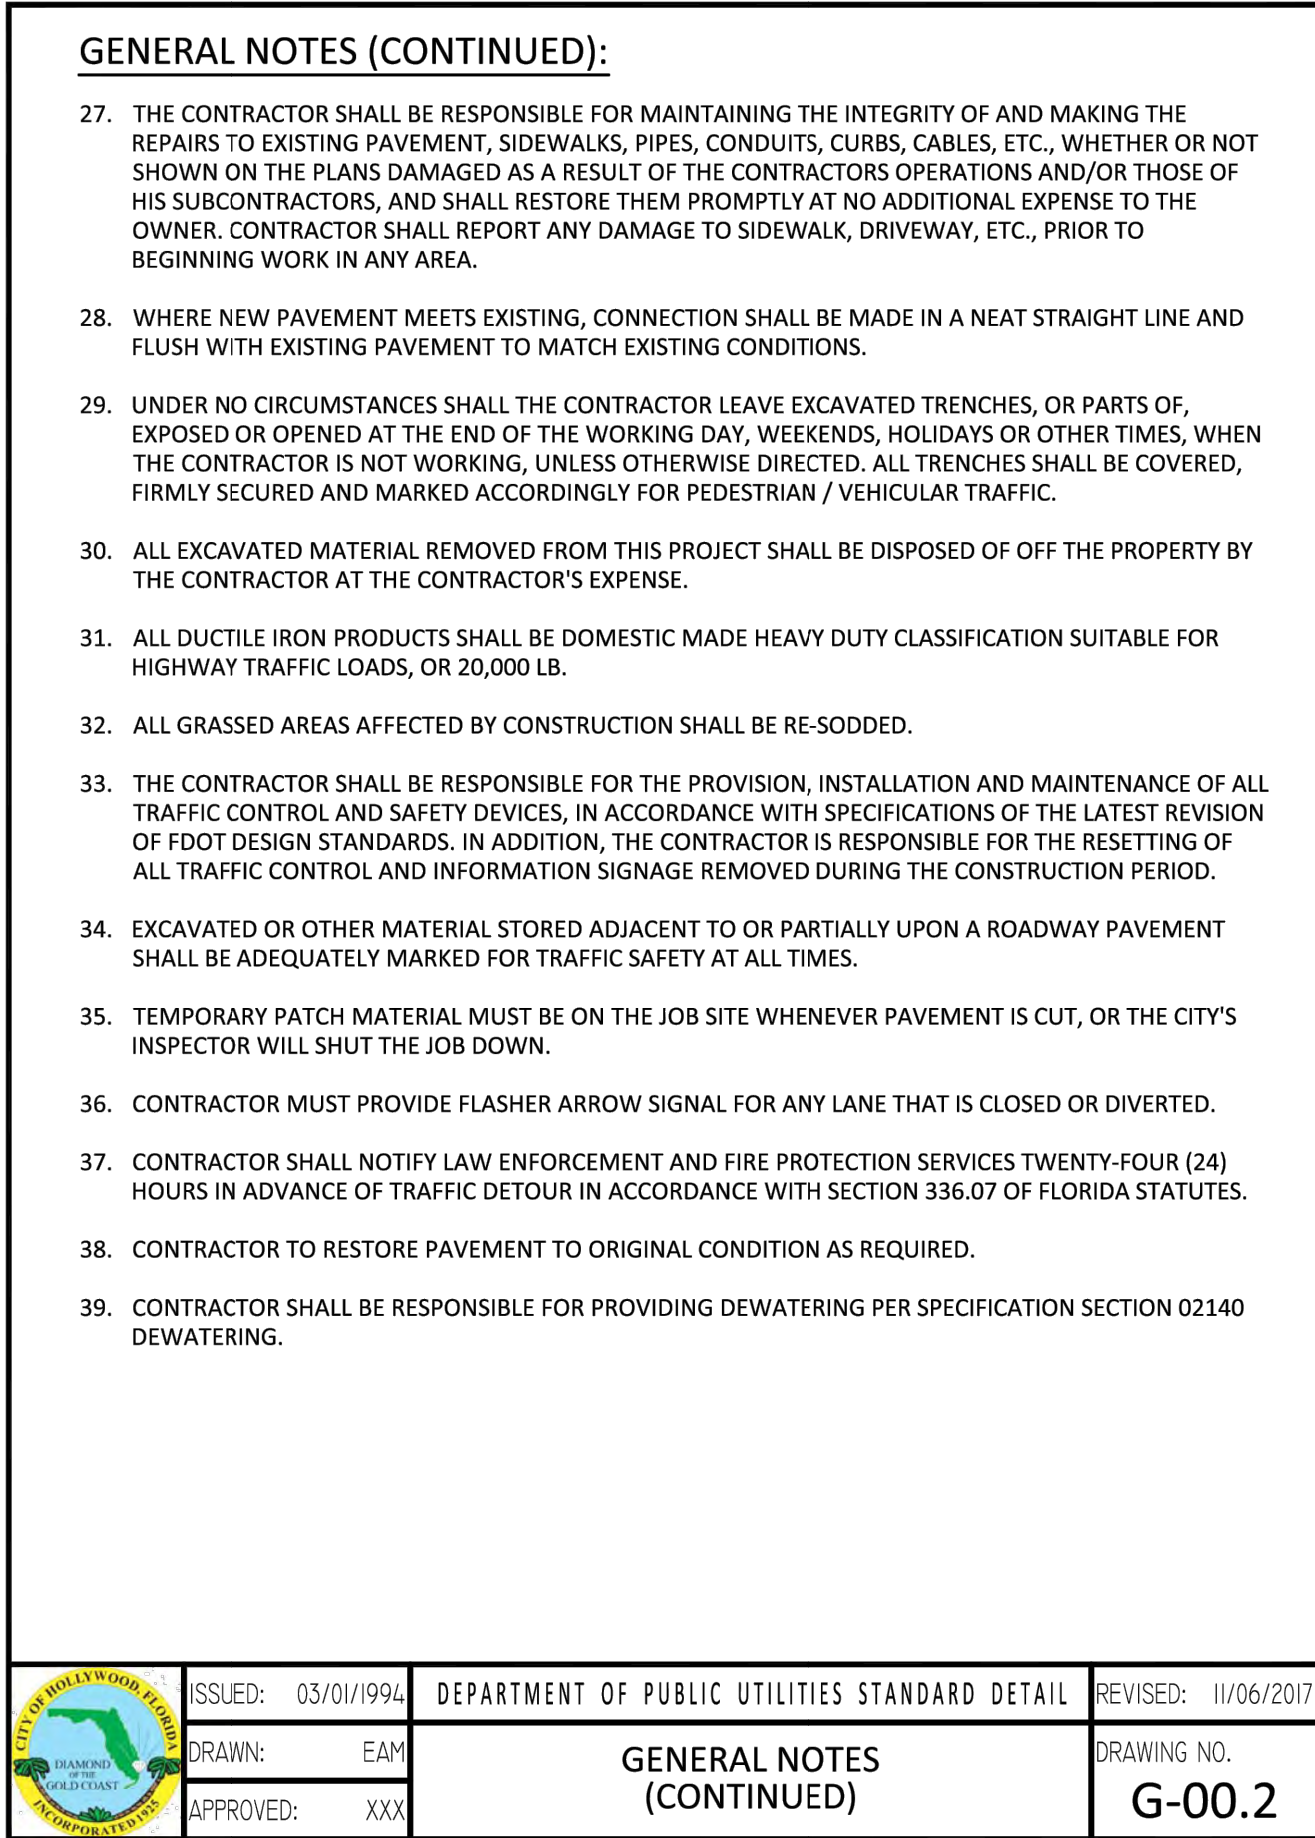 GENERAL NOTES (CONTINUED):
27. THE CONTRACTOR SHALL BE RESPONSIBLE FOR MAINTAINING THE INTEGRITY OF AND MAKING THE
REPAIRS TO EXISTING PAVEMENT, SIDEWALKS, PIPES, CONDUITS, CURBS, CABLES, ETC., WHETHER OR NOT
SHOWN ON THE PLANS DAMAGED AS A RESULT OF THE CONTRACTORS OPERATIONS AND/OR THOSE OF
HIS SUBCONTRACTORS, AND SHALL RESTORE THEM PROMPTLY AT NO ADDITIONAL EXPENSE TO THE
OWNER. CONTRACTOR SHALL REPORT ANY DAMAGE TO SIDEWALK, DRIVEWAY, ETC., PRIOR TO
BEGINNING WORK IN ANY AREA.
28. WHERE NEW PAVEMENT MEETS EXISTING, CONNECTION SHALL BE MADE IN A NEAT STRAIGHT LINE AND
FLUSH WITH EXISTING PAVEMENT TO MATCH EXISTING CONDITIONS.
29. UNDER NO CIRCUMSTANCES SHALL THE CONTRACTOR LEAVE EXCAVATED TRENCHES, OR PARTS OF,
EXPOSED OR OPENED AT THE END OF THE WORKING DAY, WEEKENDS, HOLIDAYS OR OTHER TIMES, WHEN
THE CONTRACTOR IS NOT WORKING, UNLESS OTHERWISE DIRECTED. ALL TRENCHES SHALL BE COVERED,
FIRMLY SECURED AND MARKED ACCORDINGLY FOR PEDESTRIAN / VEHICULAR TRAFFIC.
30. ALL EXCAVATED MATERIAL REMOVED FROM THIS PROJECT SHALL BE DISPOSED OF OFF THE PROPERTY BY
THE CONTRACTOR AT THE CONTRACTOR'S EXPENSE.
31. ALL DUCTILE IRON PRODUCTS SHALL BE DOMESTIC MADE HEAVY DUTY CLASSIFICATION SUITABLE FOR
HIGHWAY TRAFFIC LOADS, OR 20,000 LB.
32. ALL GRASSED AREAS AFFECTED BY CONSTRUCTION SHALL BE RE-SODDED.
33. THE CONTRACTOR SHALL BE RESPONSIBLE FOR THE PROVISION, INSTALLATION AND MAINTENANCE OF ALL
TRAFFIC CONTROL AND SAFETY DEVICES, IN ACCORDANCE WITH SPECIFICATIONS OF THE LATEST REVISION
OF FDOT DESIGN STANDARDS. IN ADDITION, THE CONTRACTOR IS RESPONSIBLE FOR THE RESETTING OF
ALL TRAFFIC CONTROL AND INFORMATION SIGNAGE REMOVED DURING THE CONSTRUCTION PERIOD.
34. EXCAVATED OR OTHER MATERIAL STORED ADJACENT TO OR PARTIALLY UPON A ROADWAY PAVEMENT
SHALL BE ADEQUATELY MARKED FOR TRAFFIC SAFETY AT ALL TIMES.
35. TEMPORARY PATCH MATERIAL MUST BE ON THE JOB SITE WHENEVER PAVEMENT IS CUT, OR THE CITY'S
INSPECTOR WILL SHUT THE JOB DOWN.
36. CONTRACTOR MUST PROVIDE FLASHER ARROW SIGNAL FOR ANY LANE THAT IS CLOSED OR DIVERTED.
37. CONTRACTOR SHALL NOTIFY LAW ENFORCEMENT AND FIRE PROTECTION SERVICES TWENTY-FOUR (24)
HOURS IN ADVANCE OF TRAFFIC DETOUR IN ACCORDANCE WITH SECTION 336.07 OF FLORIDA STATUTES.
38. CONTRACTOR TO RESTORE PAVEMENT TO ORIGINAL CONDITION AS REQUIRED.
39. CONTRACTOR SHALL BE RESPONSIBLE FOR PROVIDING DEWATERING PER SPECIFICATION SECTION 02140
DEWATERING.
CITY OF HOLLYWOOD, FLORIDA
DIAMOND
OF THE
GOLD COAST
INCORPORATED 1925
ISSUED: 03/01/1994
DRAWN: EAM
APPROVED: XXX
DEPARTMENT OF PUBLIC UTILITIES STANDARD DETAIL
GENERAL NOTES
(CONTINUED)
REVISED: 11/06/2017
DRAWING NO.
G-00.2